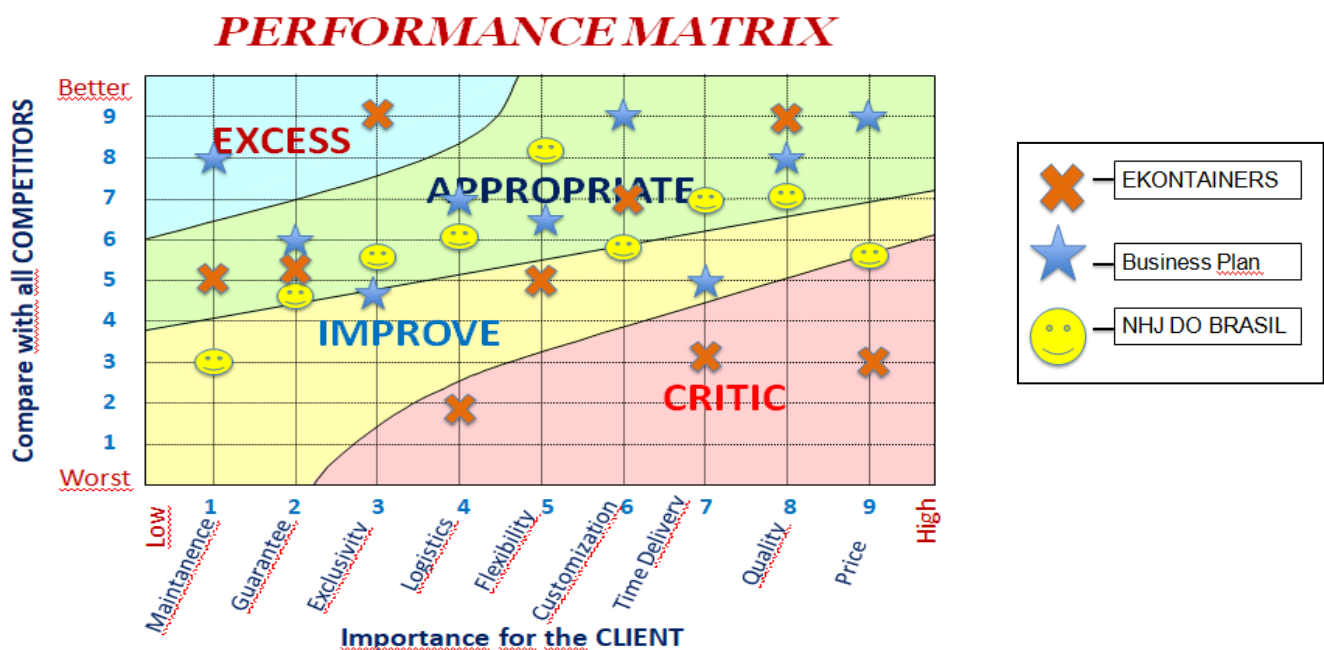 PERFORMANCE MATRIX
Compare with all COMPETITORS
Better
9
8
7
6
5
4
3
2
1
Worst
EXCESS
APPROPRIATE
IMPROVE
CRITIC
Low
1
2
3
4
5
6
7
8
9
High
Maintanence
Guarantee
Exclusivity
Logistics
Flexibility
Customization
Time Delivery
Quality
Price
Importance for the CLIENT
EKONTAINERS
Business Plan
NHJ DO BRASIL